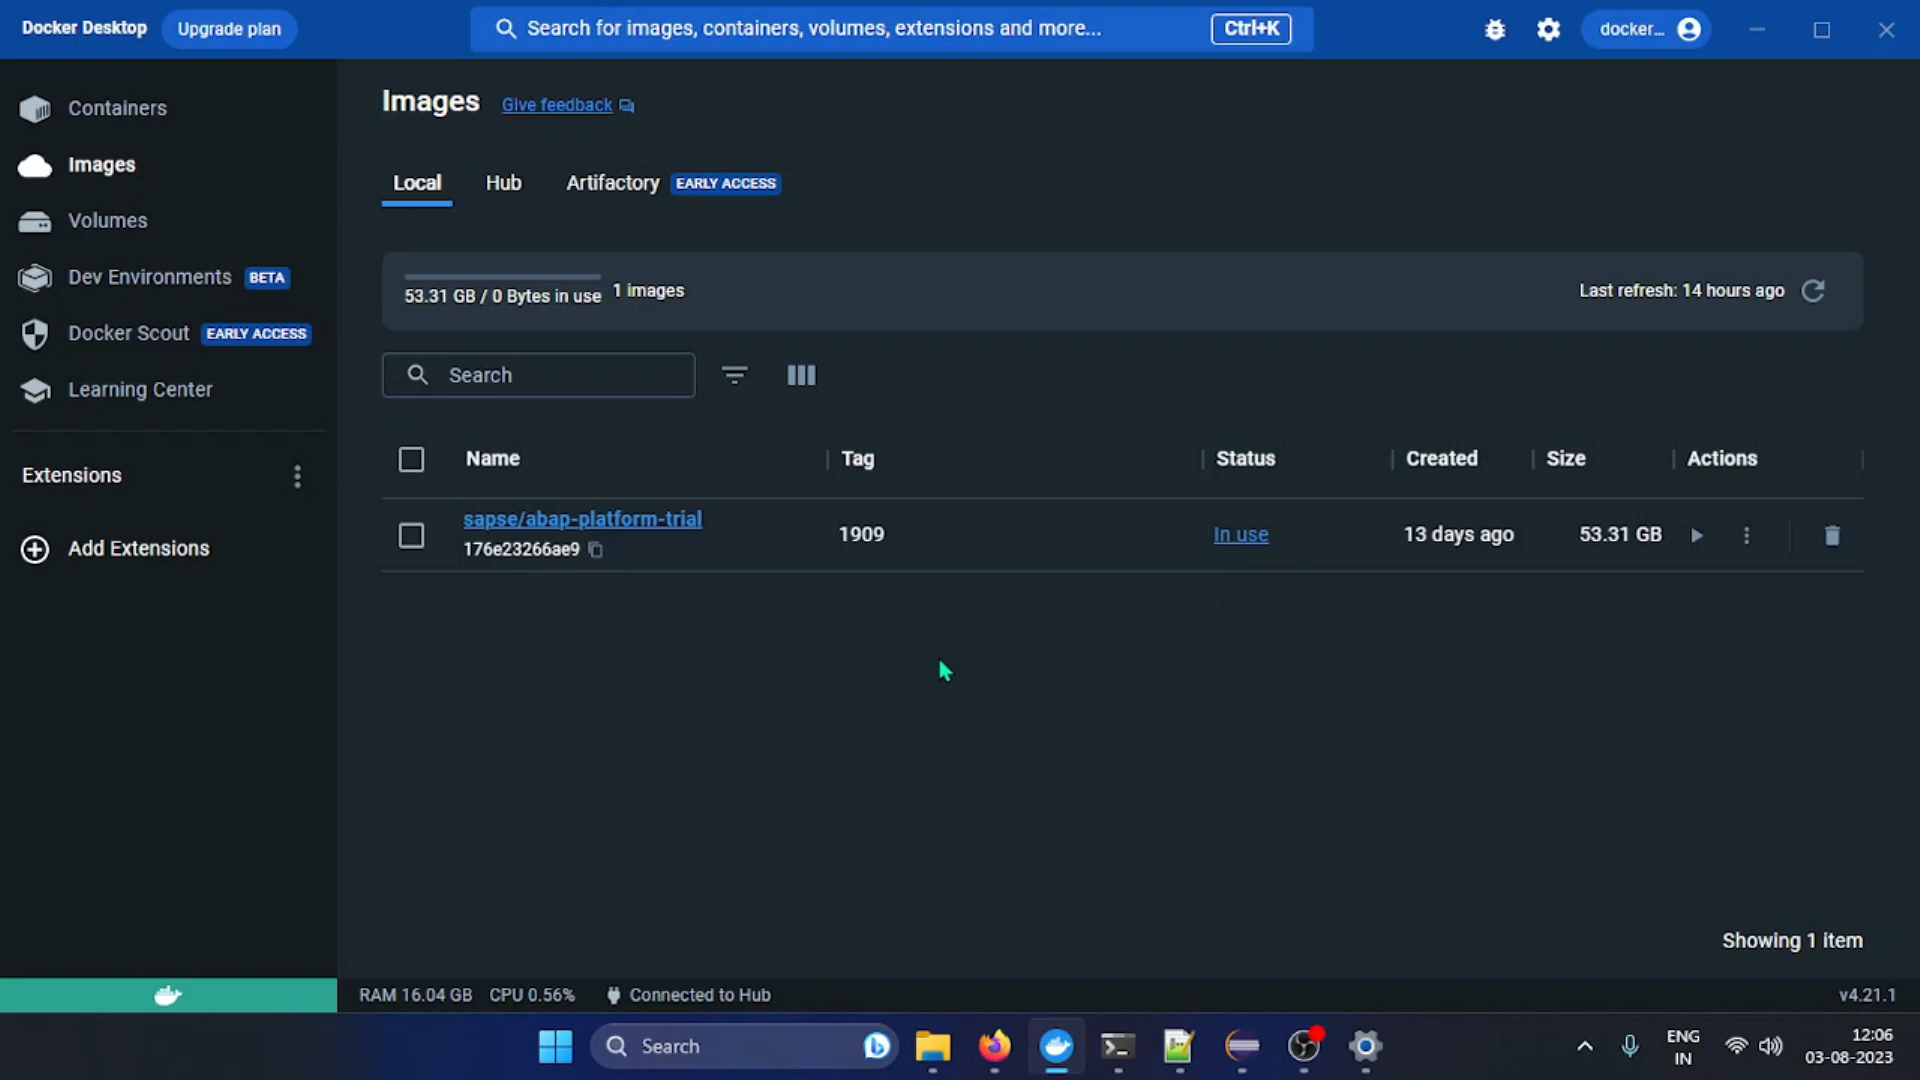 Docker Desktop
Upgrade plan
Search for images, containers, volumes, extensions and more...
Ctrl+K
docker...
Containers
Images
Volumes
Dev Environments BETA
Docker Scout EARLY ACCESS
Learning Center
Extensions
Add Extensions
Images Give feedback
Local Hub Artifactory EARLY ACCESS
53.31 GB / 0 Bytes in use 1 images
Last refresh: 14 hours ago
Search
Name Tag Status Created Size Actions
sapse/abap-platform-trial
176e23266ae9
1909 In use 13 days ago 53.31 GB
Showing 1 item
RAM 16.04 GB CPU 0.56% Connected to Hub
v4.21.1
Search
ENG
IN
12:06
03-08-2023